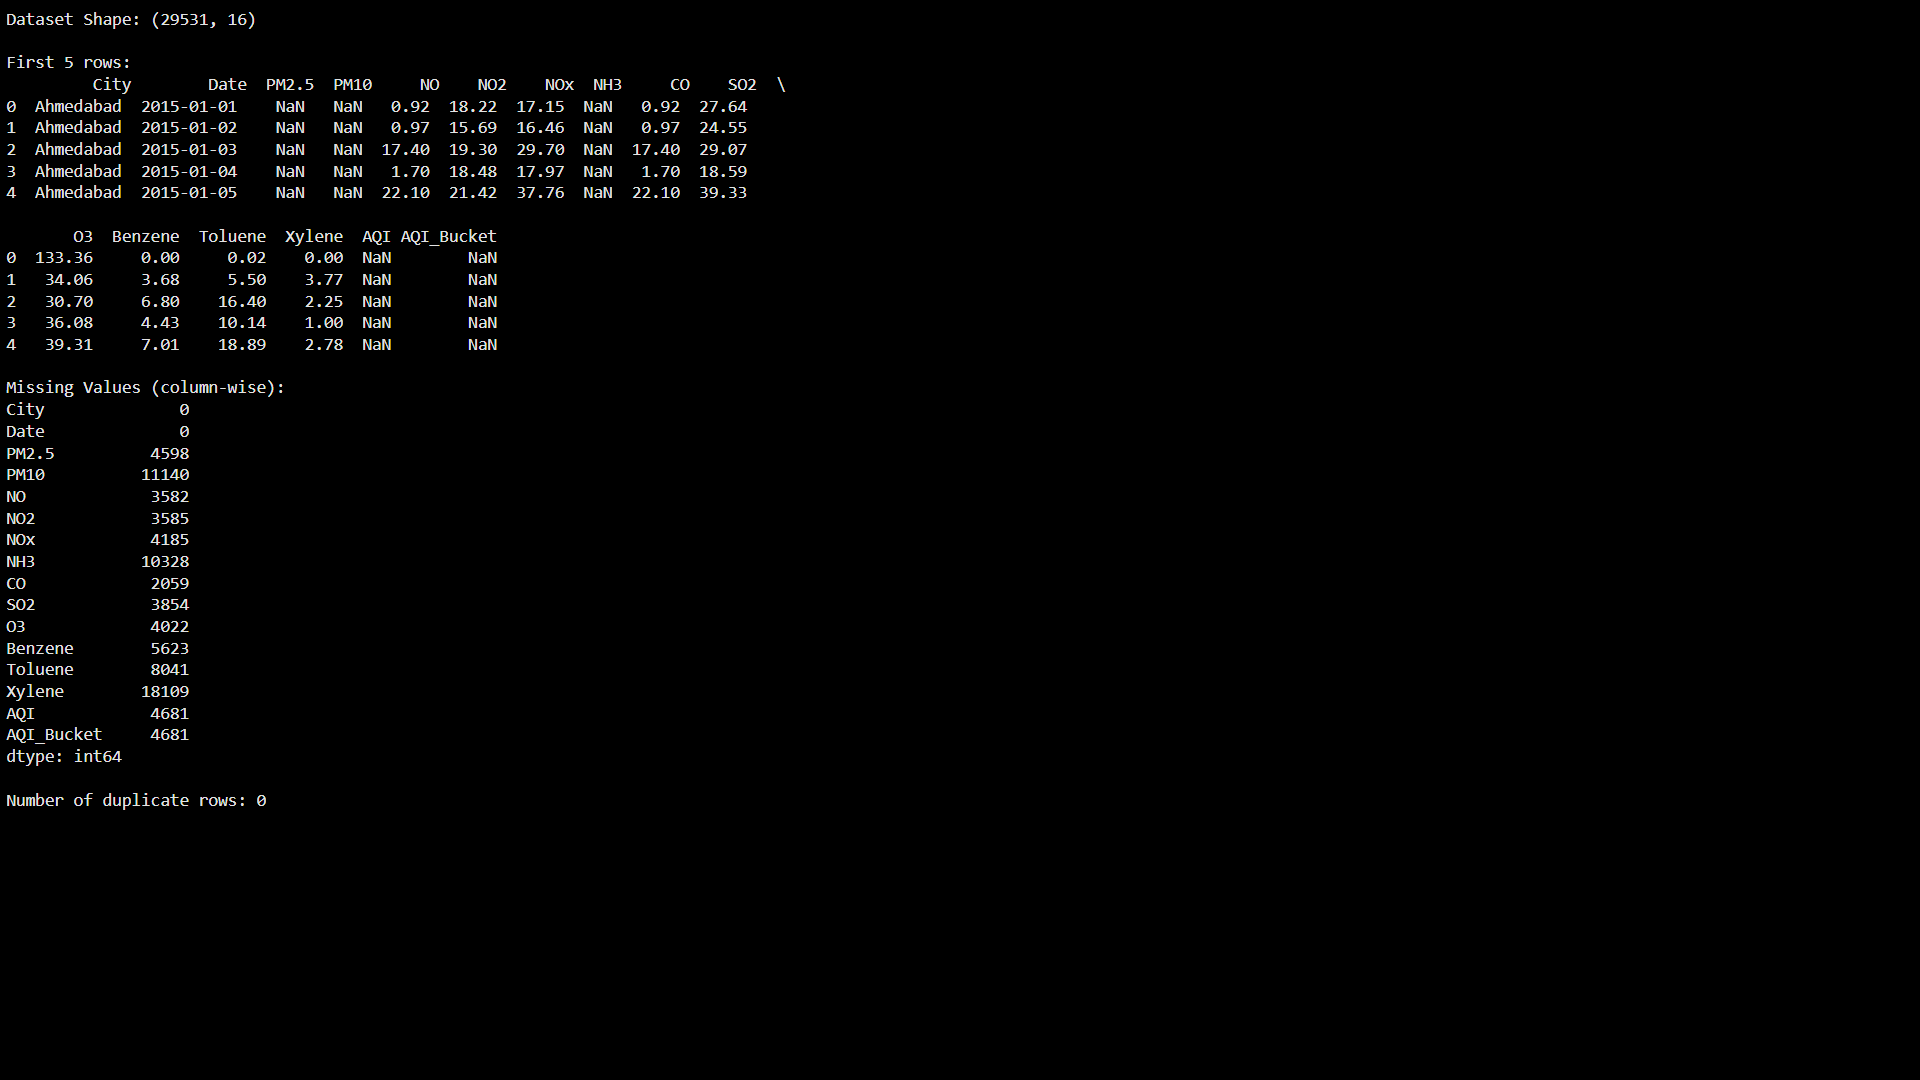 Dataset Shape: (29531, 16)
First 5 rows:
         City        Date  PM2.5  PM10     NO    NO2    NOx  NH3     CO    SO2  \
0  Ahmedabad  2015-01-01    NaN   NaN   0.92  18.22  17.15  NaN   0.92  27.64
1  Ahmedabad  2015-01-02    NaN   NaN   0.97  15.69  16.46  NaN   0.97  24.55
2  Ahmedabad  2015-01-03    NaN   NaN  17.40  19.30  29.70  NaN  17.40  29.07
3  Ahmedabad  2015-01-04    NaN   NaN   1.70  18.48  17.97  NaN   1.70  18.59
4  Ahmedabad  2015-01-05    NaN   NaN  22.10  21.42  37.76  NaN  22.10  39.33
       O3  Benzene  Toluene  Xylene  AQI AQI_Bucket
0  133.36     0.00     0.02    0.00  NaN        NaN
1   34.06     3.68     5.50    3.77  NaN        NaN
2   30.70     6.80    16.40    2.25  NaN        NaN
3   36.08     4.43    10.14    1.00  NaN        NaN
4   39.31     7.01    18.89    2.78  NaN        NaN
Missing Values (column-wise):
City              0
Date              0
PM2.5          4598
PM10          11140
NO             3582
NO2            3585
NOx            4185
NH3           10328
CO             2059
SO2            3854
O3             4022
Benzene        5623
Toluene        8041
Xylene        18109
AQI            4681
AQI_Bucket     4681
dtype: int64
Number of duplicate rows: 0